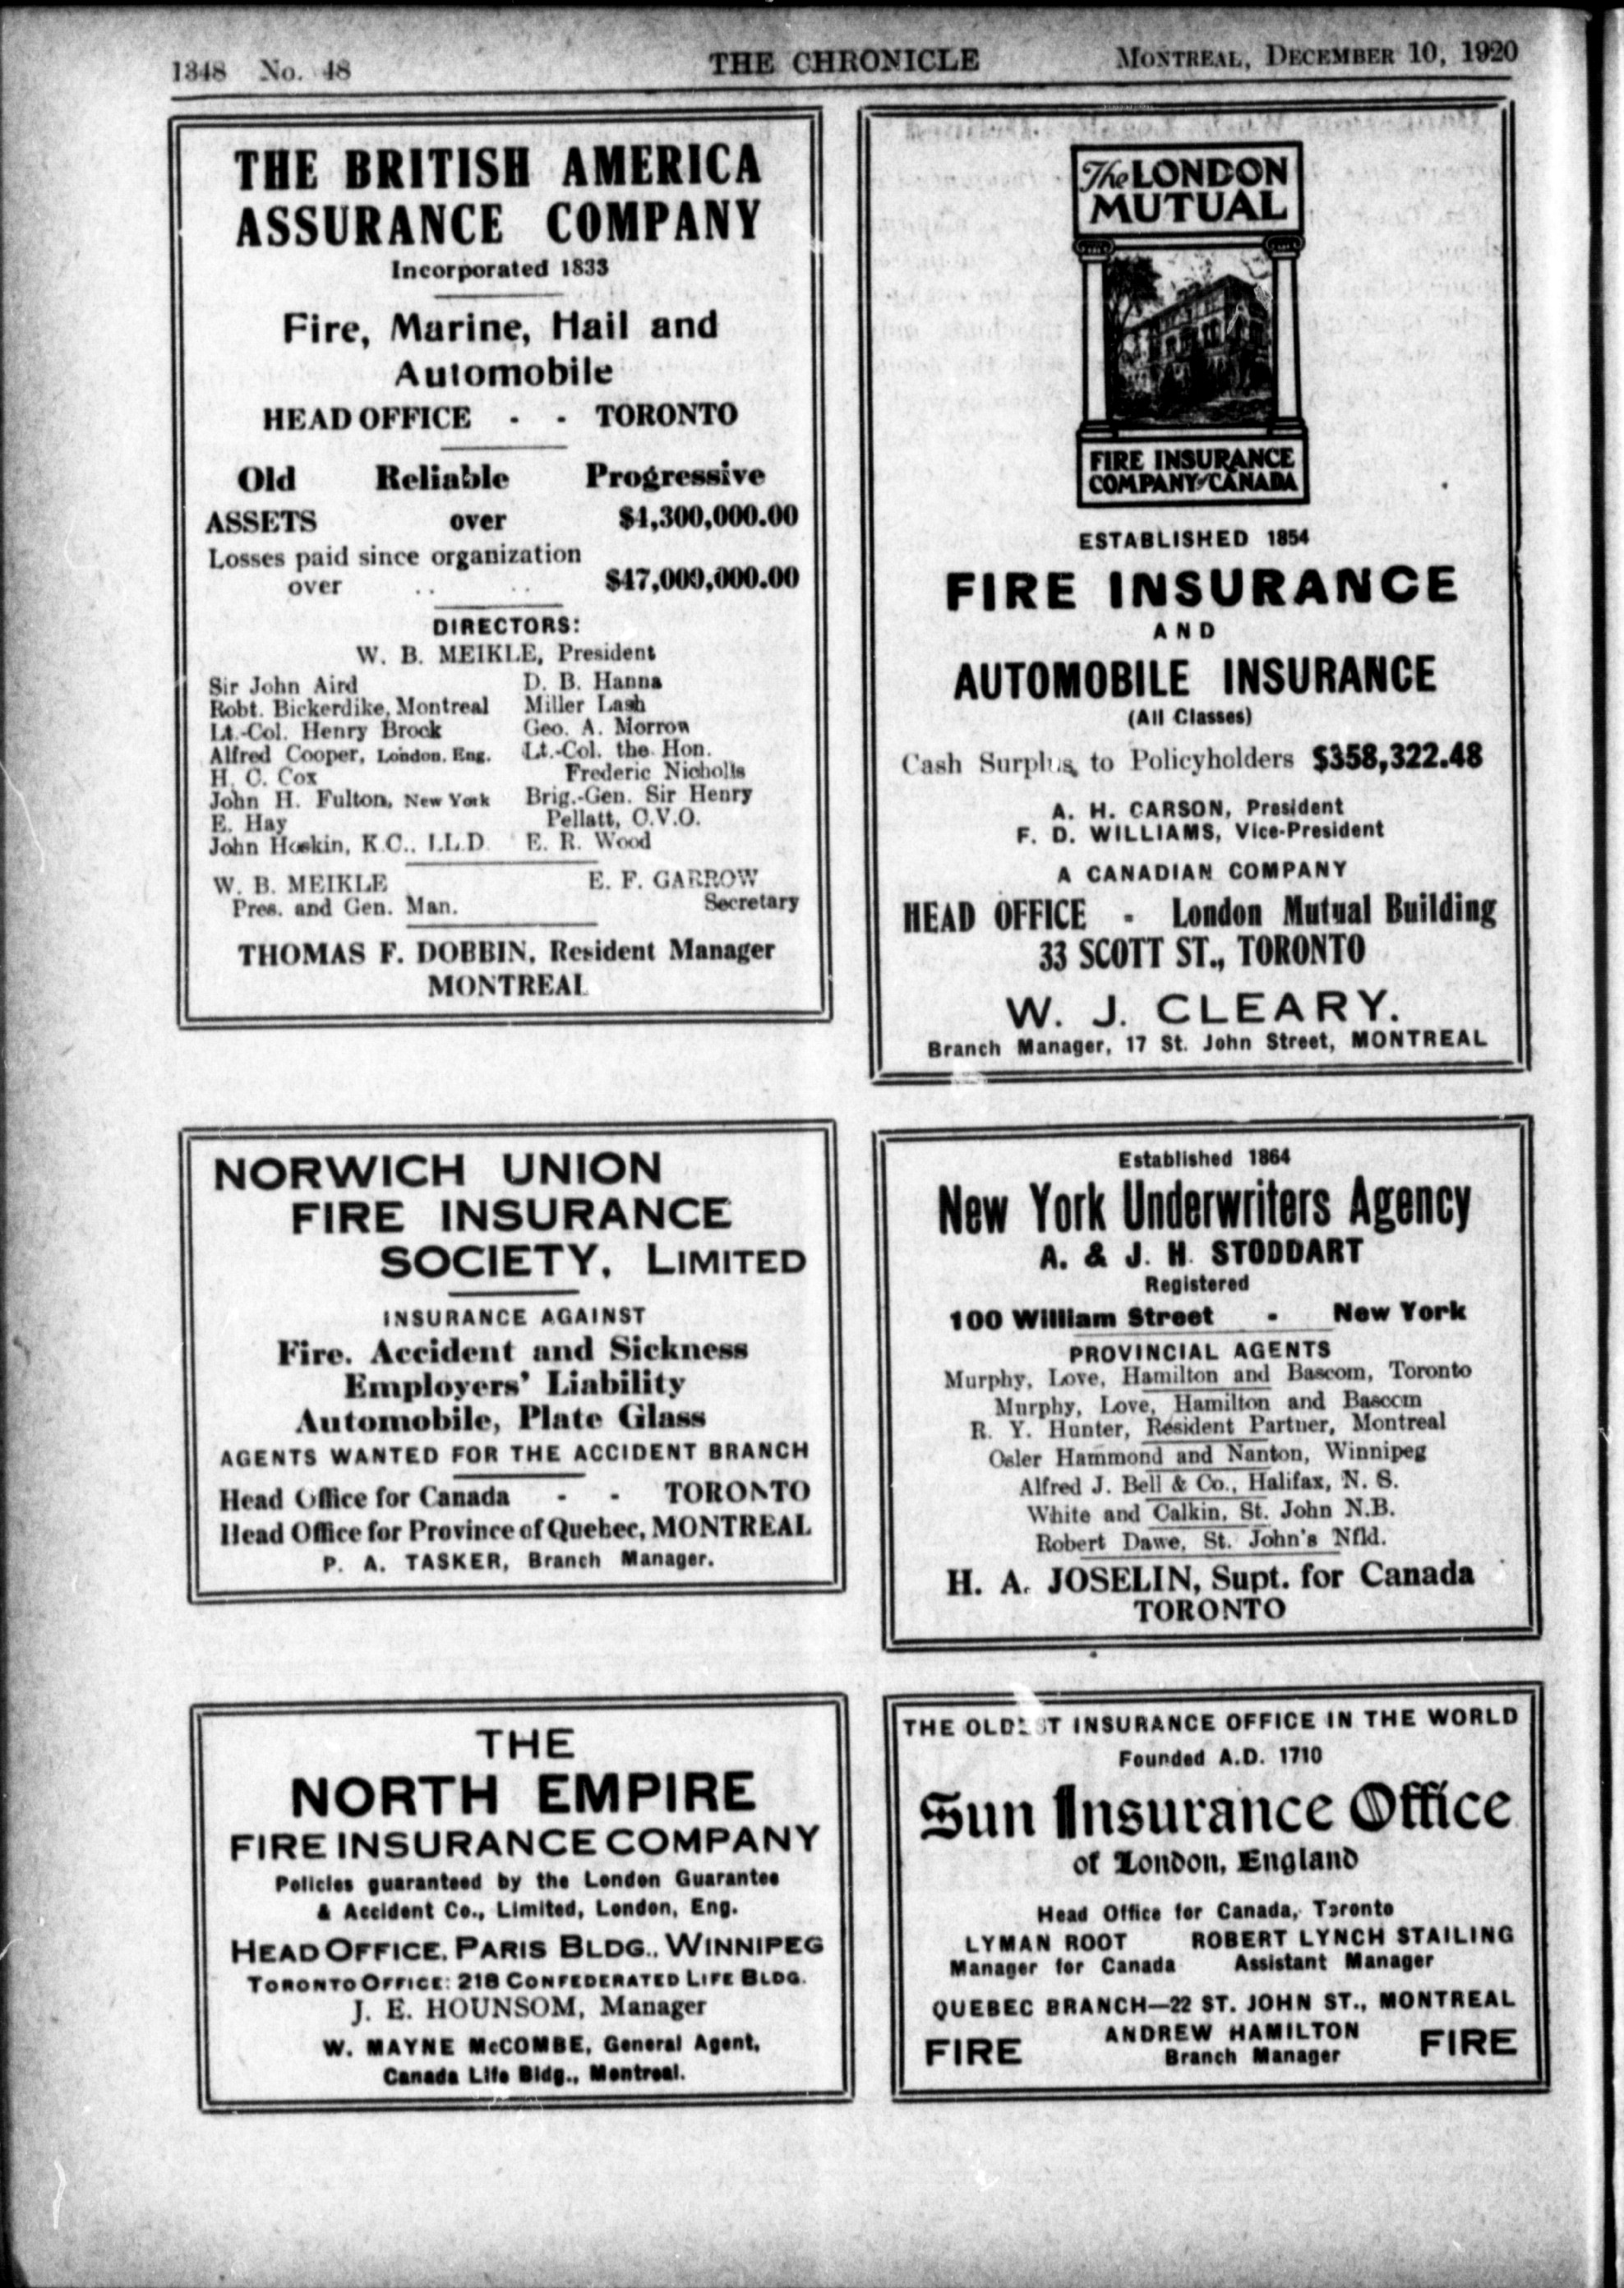 1348 No. 48 THE CHRONICLE MONTREAL, DECEMBER 10, 1920
THE BRITISH AMERICA
ASSURANCE COMPANY
Incorporated 1833
Fire, Marine, Hail and
Automobile
HEAD OFFICE - - TORONTO
Old Reliable Progressive
ASSETS over $4,300,000.00
Losses paid since organization
over . . . . $47,000,000.00
DIRECTORS:
W. B. MEIKLE, President
Sir John Aird
Robt. Bickerdike, Montreal
Lt.-Col. Henry Brock
Alfred Cooper, London, Eng.
H. C. Cox
John H. Fulton, New York
E. Hay
John Hoskin, K.C., LL.D.
D. B. Hanna
Miller Lash
Geo. A. Morrow
Lt.-Col. the Hon.
Frederic Nicholls
Brig.-Gen. Sir Henry
Pellatt, C.V.O.
E. R. Wood
W. B. MEIKLE
Pres. and Gen. Man.
E. F. GARROW
Secretary
THOMAS F. DOBBIN, Resident Manager
MONTREAL
The LONDON
MUTUAL
FIRE INSURANCE
COMPANY OF CANADA
ESTABLISHED 1854
FIRE INSURANCE
AND
AUTOMOBILE INSURANCE
(All Classes)
Cash Surplus to Policyholders $358,322.48
A. H. CARSON, President
F. D. WILLIAMS, Vice-President
A CANADIAN COMPANY
HEAD OFFICE - London Mutual Building
33 SCOTT ST., TORONTO
W. J. CLEARY.
Branch Manager, 17 St. John Street, MONTREAL
NORWICH UNION
FIRE INSURANCE
SOCIETY, LIMITED
INSURANCE AGAINST
Fire, Accident and Sickness
Employers' Liability
Automobile, Plate Glass
AGENTS WANTED FOR THE ACCIDENT BRANCH
Head Office for Canada - - TORONTO
Head Office for Province of Quebec, MONTREAL
P. A. TASKER, Branch Manager.
Established 1864
New York Underwriters Agency
A. & J. H. STODDART
Registered
100 William Street - New York
PROVINCIAL AGENTS
Murphy, Love, Hamilton and Bascom, Toronto
Murphy, Love, Hamilton and Bascom
R. Y. Hunter, Resident Partner, Montreal
Osler Hammond and Nanton, Winnipeg
Alfred J. Bell & Co., Halifax, N. S.
White and Calkin, St. John N.B.
Robert Dawe, St. John's Nfld.
H. A. JOSELIN, Supt. for Canada
TORONTO
THE
NORTH EMPIRE
FIRE INSURANCE COMPANY
Policies guaranteed by the London Guarantee
& Accident Co., Limited, London, Eng.
HEAD OFFICE, PARIS BLDG., WINNIPEG
TORONTO OFFICE: 218 CONFEDERATED LIFE BLDG.
J. E. HOUNSOM, Manager
W. MAYNE McCOMBE, General Agent,
Canada Life Bldg., Montreal.
THE OLDEST INSURANCE OFFICE IN THE WORLD
Founded A.D. 1710
Sun Insurance Office
of London, England
Head Office for Canada, Toronto
LYMAN ROOT
Manager for Canada
ROBERT LYNCH STAILING
Assistant Manager
QUEBEC BRANCH—22 ST. JOHN ST., MONTREAL
FIRE ANDREW HAMILTON FIRE
Branch Manager